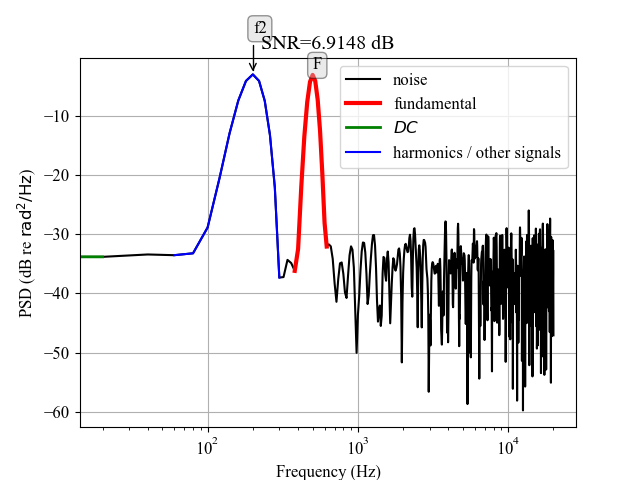 f2
SNR=6.9148 dB
F
noise
fundamental
DC
harmonics / other signals
PSD (dB re rad²/Hz)
−10
−20
−30
−40
−50
−60
10² 10³ 10⁴
Frequency (Hz)